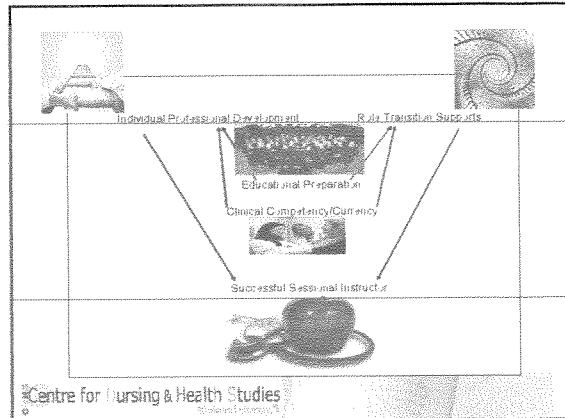 Individual Professional Development
Role Transition Supports
Educational Preparation
Clinical Competency/Currency
Successful Sessional Instructor
Centre for Nursing & Health Studies